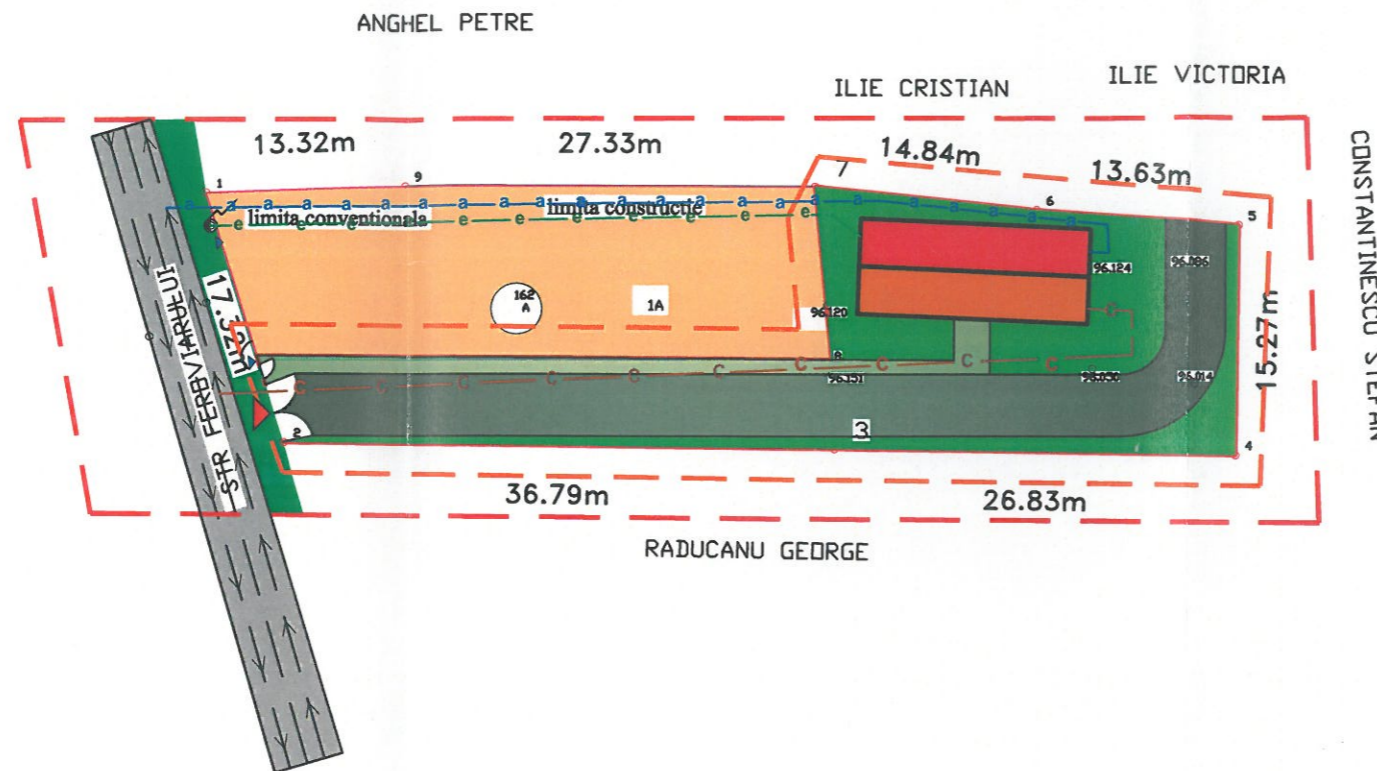 ANGHEL PETRE
ILIE CRISTIAN
ILIE VICTORIA
CONSTANTINESCU STEFAN
13.32m
27.33m
14.84m
13.63m
1
9
7
6
5
a a a a a a a a a a a a a a a a a a a a a a
limita conventionala
limita constructie
e e e e e e e
96.124
96.086
162
A
1A
96.120
C
17.32m
STR FERBVIARULUI
15.27m
8
C C C C e C C C C C
96.151
96.014
2
3
4
36.79m
26.83m
RADUCANU GEORGE